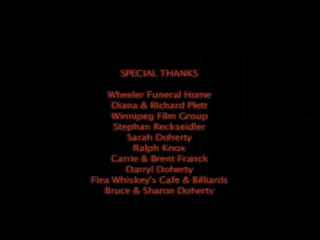 SPECIAL THANKS
Wheeler Funeral Home
Diana & Richard Plett
Winnipeg Film Group
Stephan Recksiedler
Sarah Doherty
Ralph Knox
Carrie & Brent Franck
Darryl Doherty
Flea Whiskey's Cafe & Billiards
Bruce & Sharon Doherty